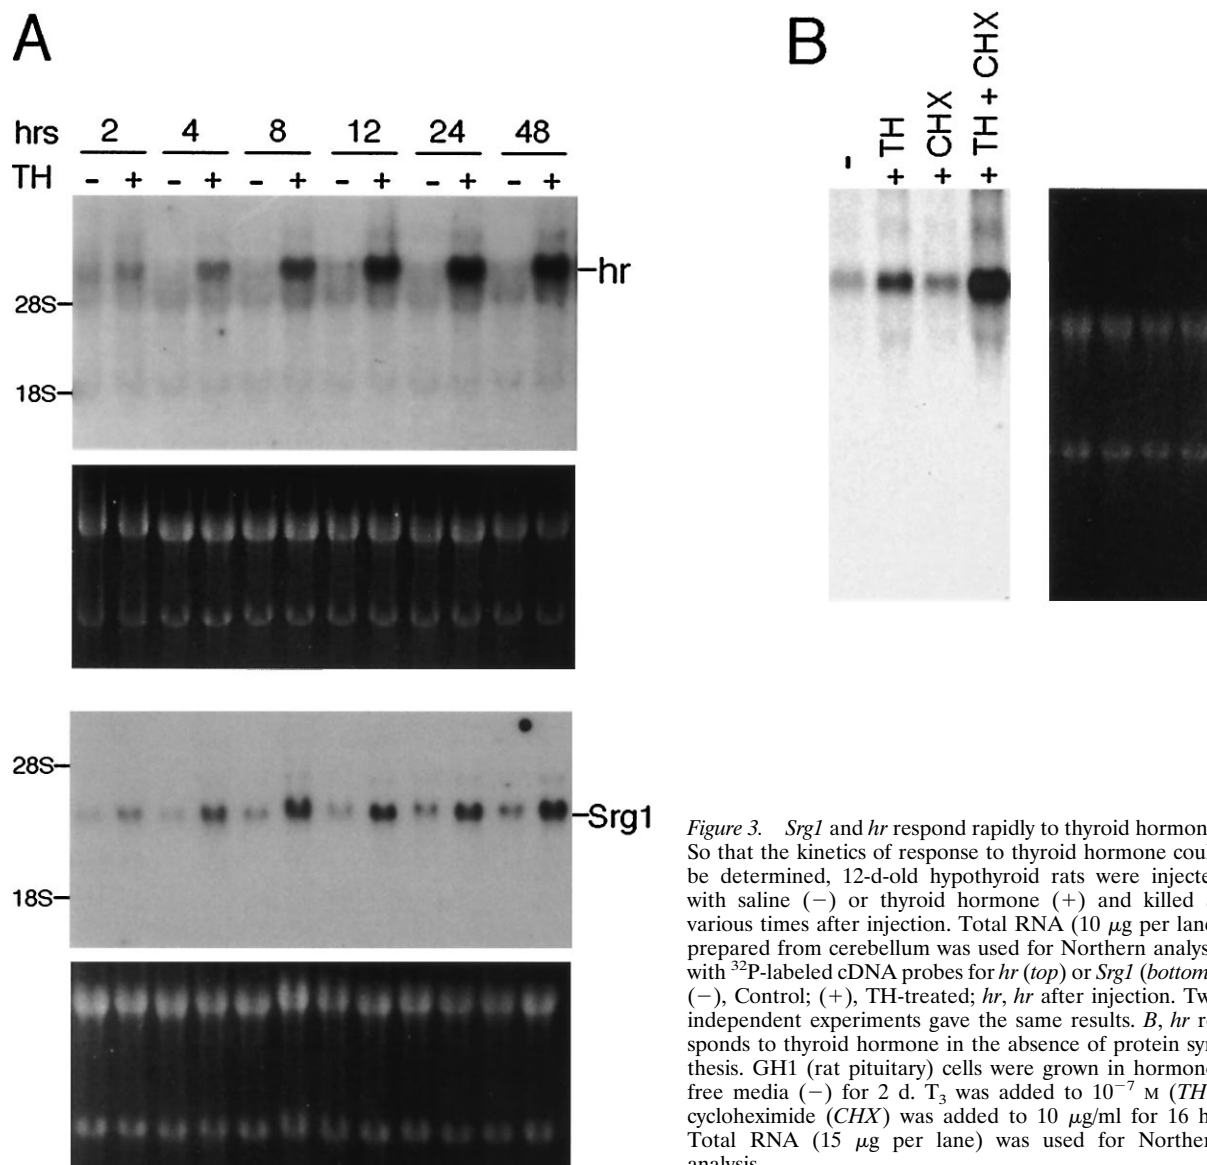 A
hrs 2 4 8 12 24 48
TH - + - + - + - + - + - +
hr
28S
18S
28S
Srg1
18S
B
- + TH + CHX + TH + CHX
Figure 3. Srg1 and hr respond rapidly to thyroid hormon
So that the kinetics of response to thyroid hormone coul
be determined, 12-d-old hypothyroid rats were injecte
with saline (−) or thyroid hormone (+) and killed
various times after injection. Total RNA (10 μg per lane
prepared from cerebellum was used for Northern analys
with ³²P-labeled cDNA probes for hr (top) or Srg1 (bottom
(−), Control; (+), TH-treated; hr, hr after injection. Tw
independent experiments gave the same results. B, hr r
sponds to thyroid hormone in the absence of protein syn
thesis. GH1 (rat pituitary) cells were grown in hormone
free media (−) for 2 d. T₃ was added to 10⁻⁷ M (TH
cycloheximide (CHX) was added to 10 μg/ml for 16 h
Total RNA (15 μg per lane) was used for Norther
analysis